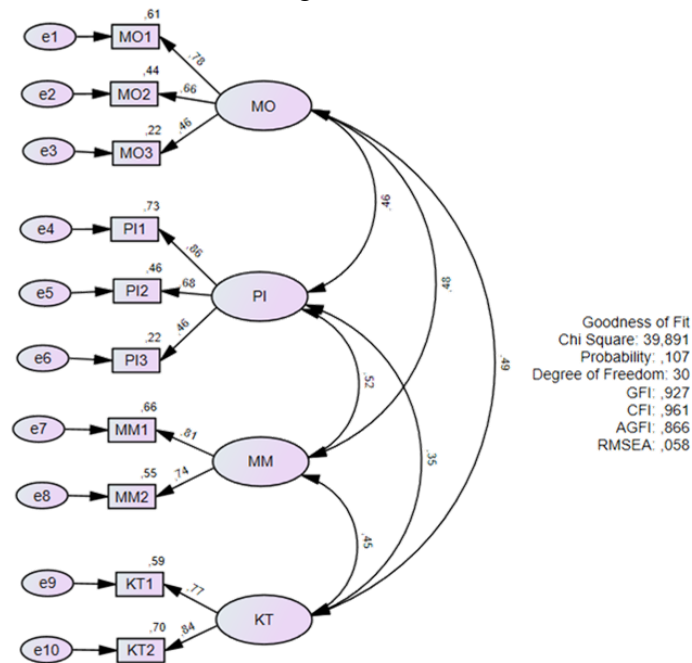 ,61
e1 MO1
,78
,44
e2 MO2 ,66 MO
,22 ,46
e3 MO3
,46
,73
e4 PI1
,86
,46
e5 PI2 ,68 PI
,48
,22 ,46
e6 PI3
,49
,52
,66
e7 MM1
,81
,35
,55 MM
e8 MM2 ,74
,45
,59
e9 KT1
,77
,70 KT
e10 KT2 ,84
Goodness of Fit
Chi Square: 39,891
Probability: ,107
Degree of Freedom: 30
GFI: ,927
CFI: ,961
AGFI: ,866
RMSEA: ,058